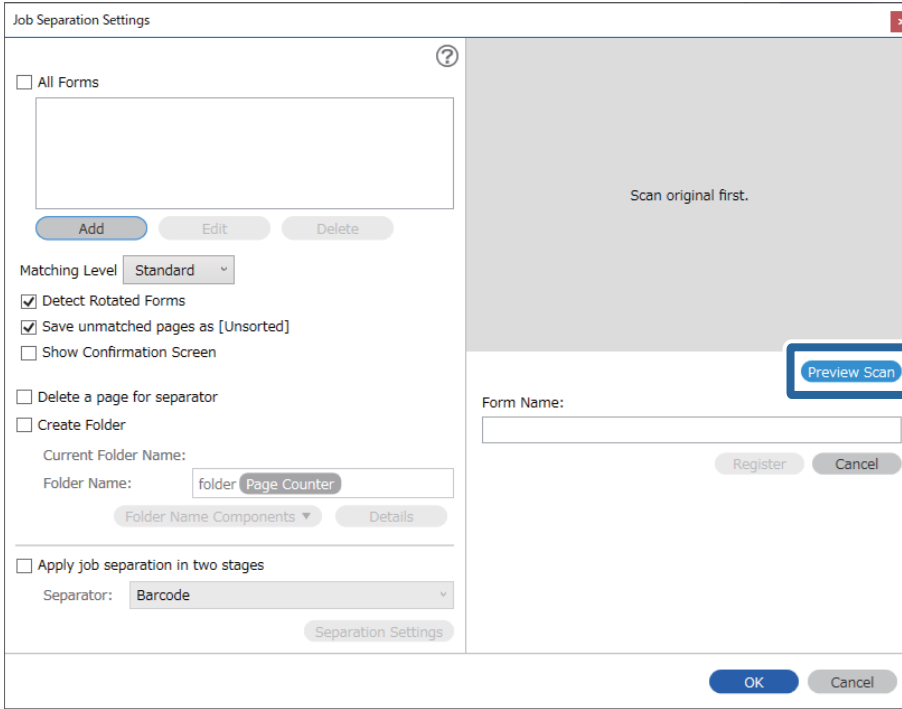 Job Separation Settings
All Forms
Add Edit Delete
Matching Level Standard
Detect Rotated Forms
Save unmatched pages as [Unsorted]
Show Confirmation Screen
Delete a page for separator
Create Folder
Current Folder Name:
Folder Name: folder Page Counter
Folder Name Components ▼ Details
Apply job separation in two stages
Separator: Barcode
Separation Settings
Scan original first.
Preview Scan
Form Name:
Register Cancel
OK Cancel